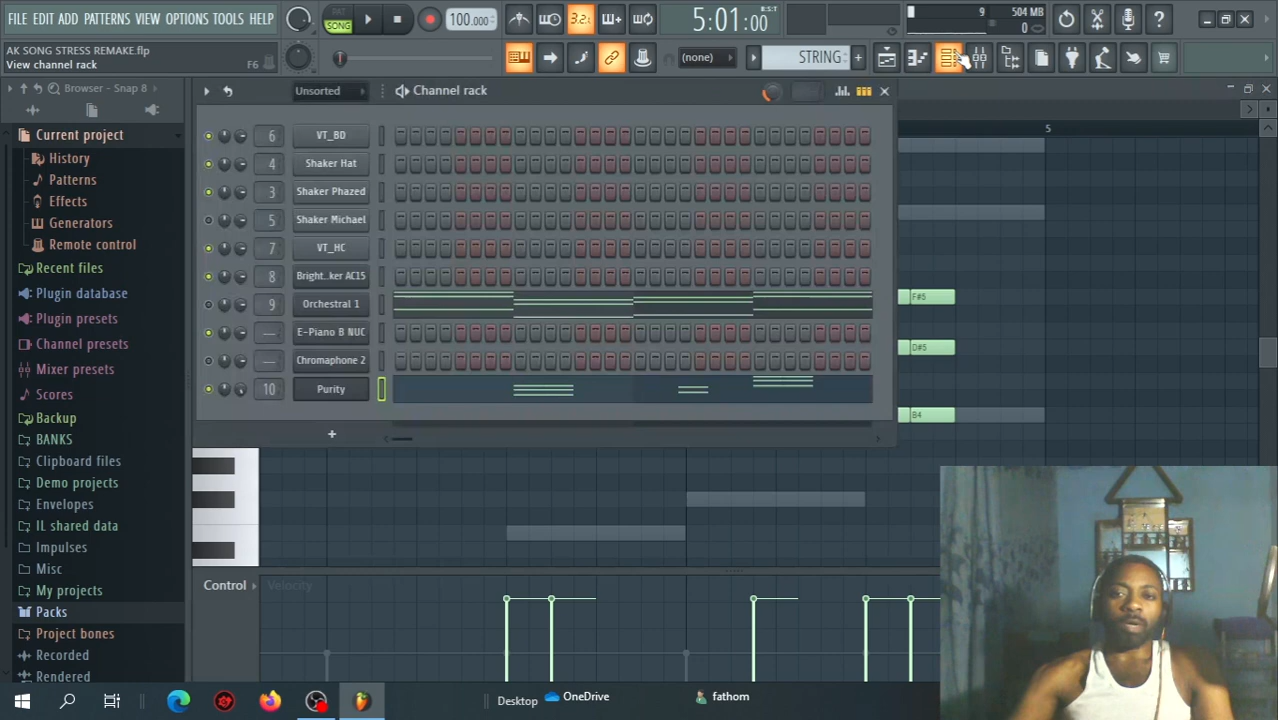 FILE EDIT ADD PATTERNS VIEW OPTIONS TOOLS HELP
PAT
SONG
100.000
3.2
5:01:00
9
504 MB
0
AK SONG STRESS REMAKE.flp
View channel rack
F6
(none)
STRING
Browser - Snap 8
Unsorted
Channel rack
5
Current project
History
Patterns
Effects
Generators
Remote control
Recent files
Plugin database
Plugin presets
Channel presets
Mixer presets
Scores
Backup
BANKS
Clipboard files
Demo projects
Envelopes
IL shared data
Impulses
Misc
My projects
Packs
Project bones
Recorded
Rendered
6 VT_BD
4 Shaker Hat
3 Shaker Phazed
5 Shaker Michael
7 VT_HC
8 Bright..ker AC15
9 Orchestral 1
--- E-Piano B NUC
--- Chromaphone 2
10 Purity
F#5
D#5
B4
Control
Velocity
Desktop
OneDrive
fathom